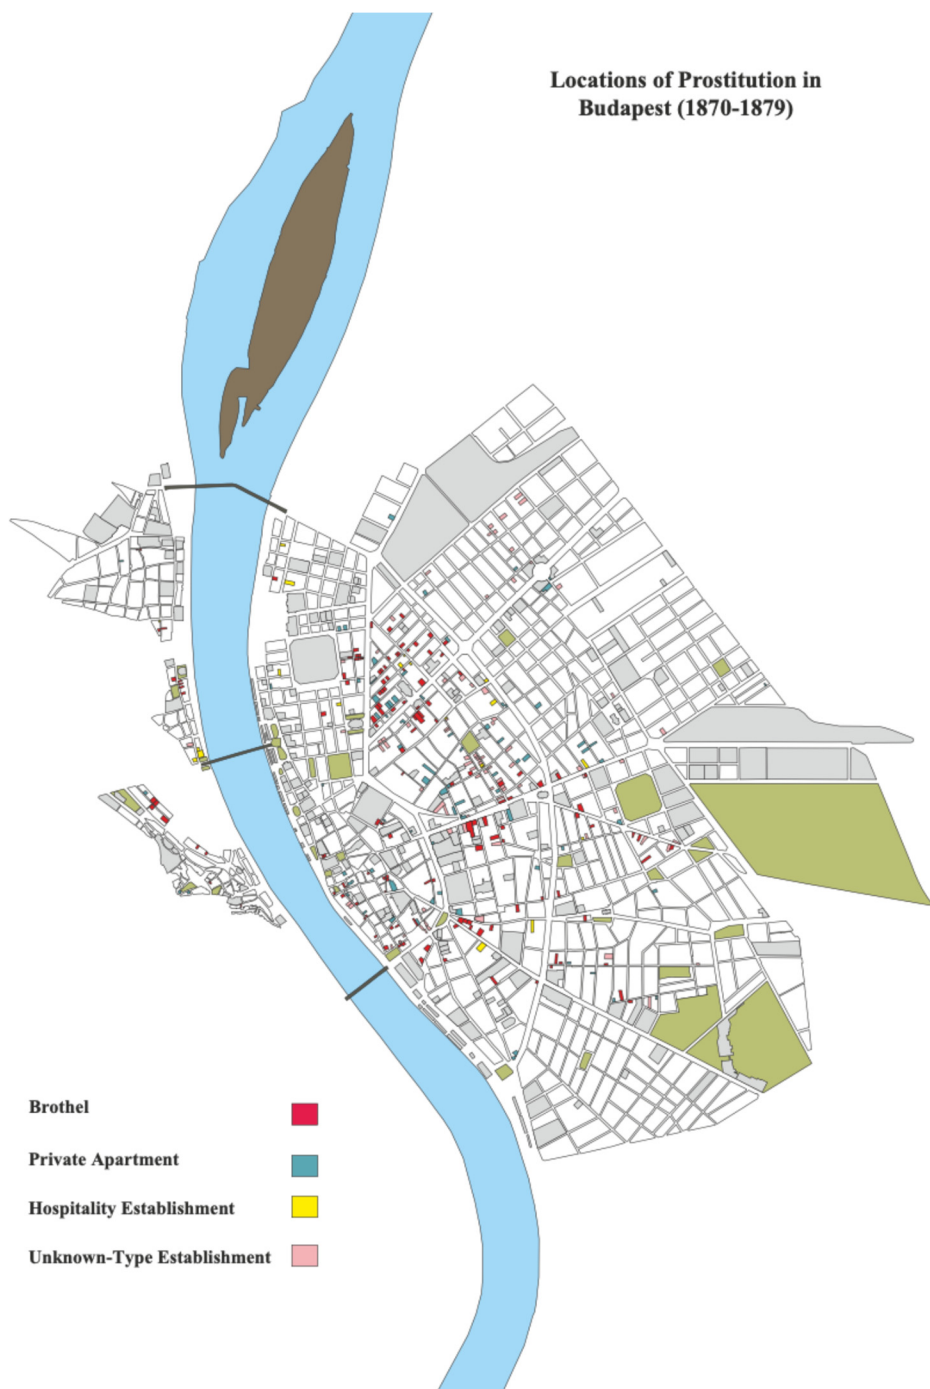 Locations of Prostitution in
Budapest (1870-1879)
Brothel
Private Apartment
Hospitality Establishment
Unknown-Type Establishment